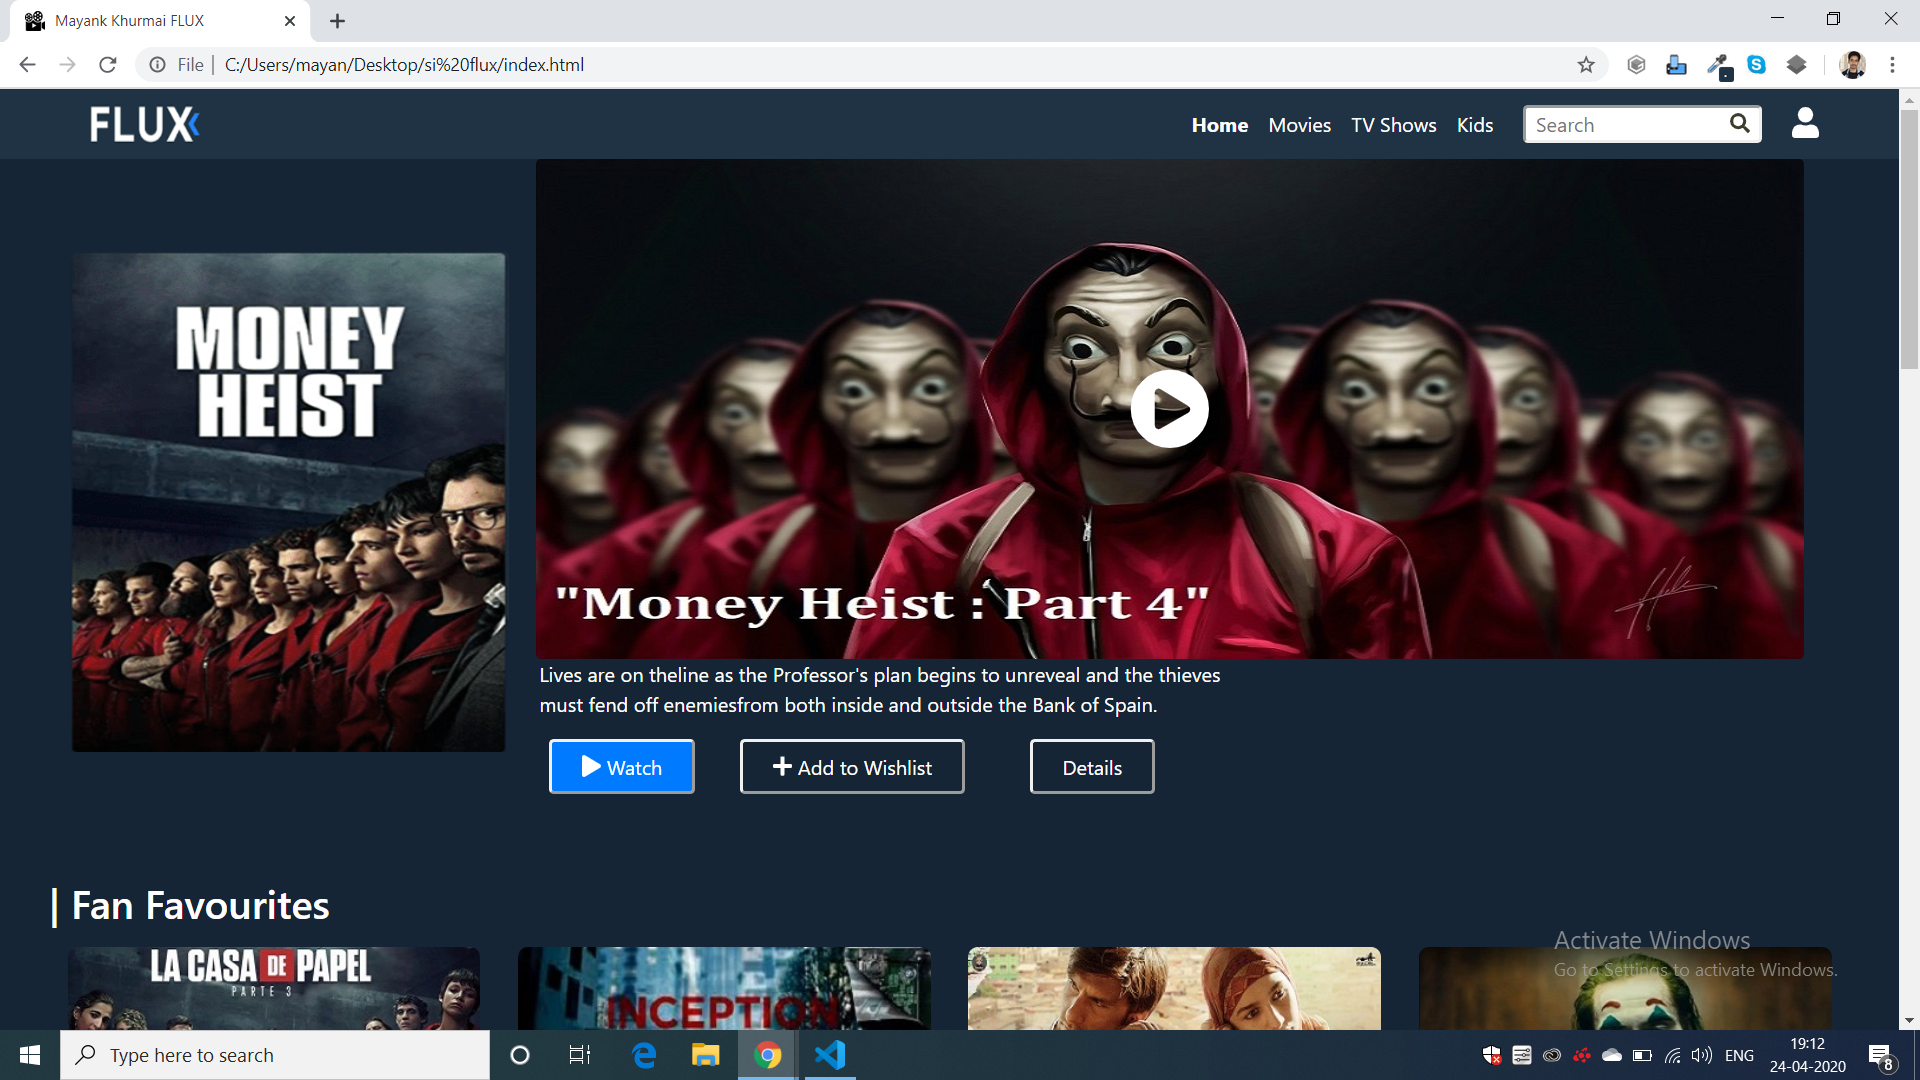 Mayank Khurmai FLUX
File
C:/Users/mayan/Desktop/si%20flux/index.html
FLUX
Home
Movies
TV Shows
Kids
Search
MONEY
HEIST
"Money Heist : Part 4"
Lives are on theline as the Professor's plan begins to unreveal and the thieves
must fend off enemiesfrom both inside and outside the Bank of Spain.
Watch
Add to Wishlist
Details
Fan Favourites
LA CASA DE PAPEL
PARTE 3
INCEPTION
Activate Windows
Go to Settings to activate Windows.
Type here to search
ENG
19:12
24-04-2020
8